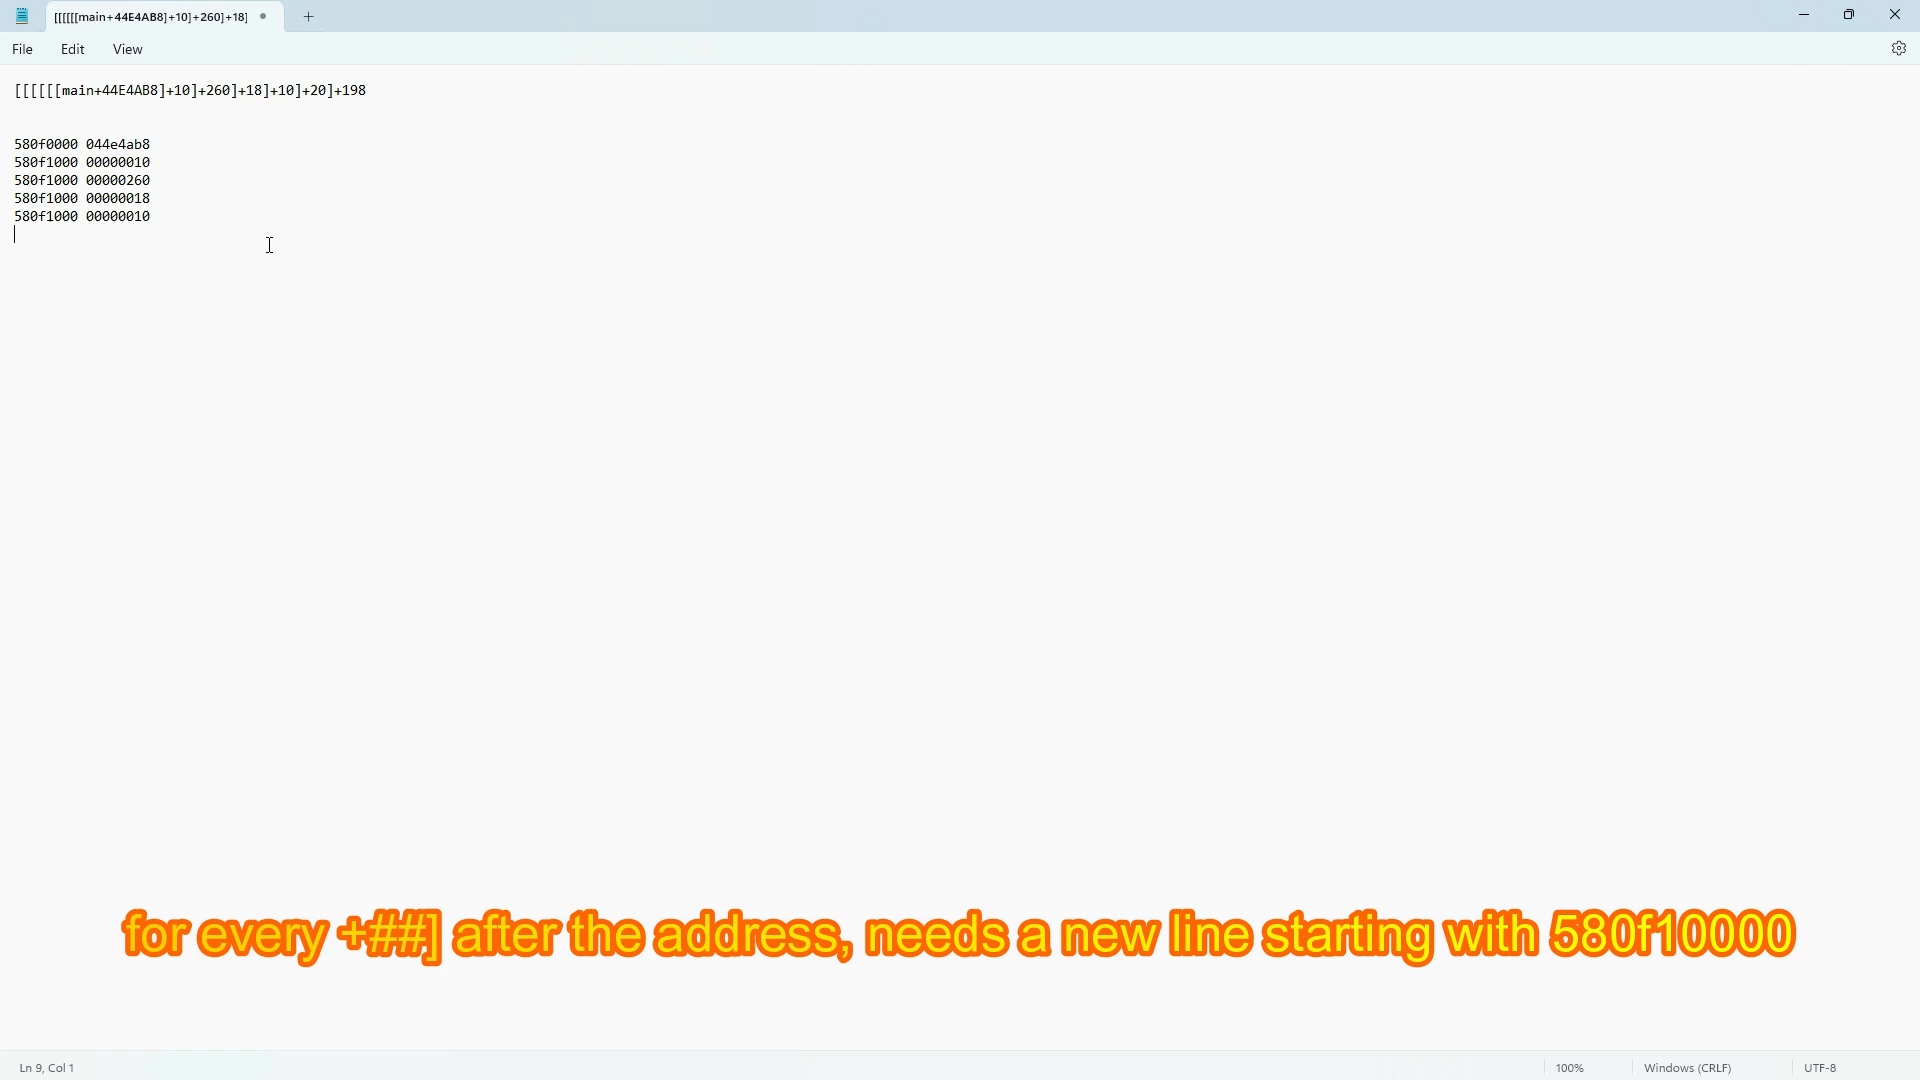 [[[[[[main+44E4AB8]+10]+260]+18]
File Edit View
[[[[[[main+44E4AB8]+10]+260]+18]+10]+20]+198
580f0000 044e4ab8
580f1000 00000010
580f1000 00000260
580f1000 00000018
580f1000 00000010
for every +##] after the address, needs a new line starting with 580f10000
Ln 9, Col 1 100% Windows (CRLF) UTF-8